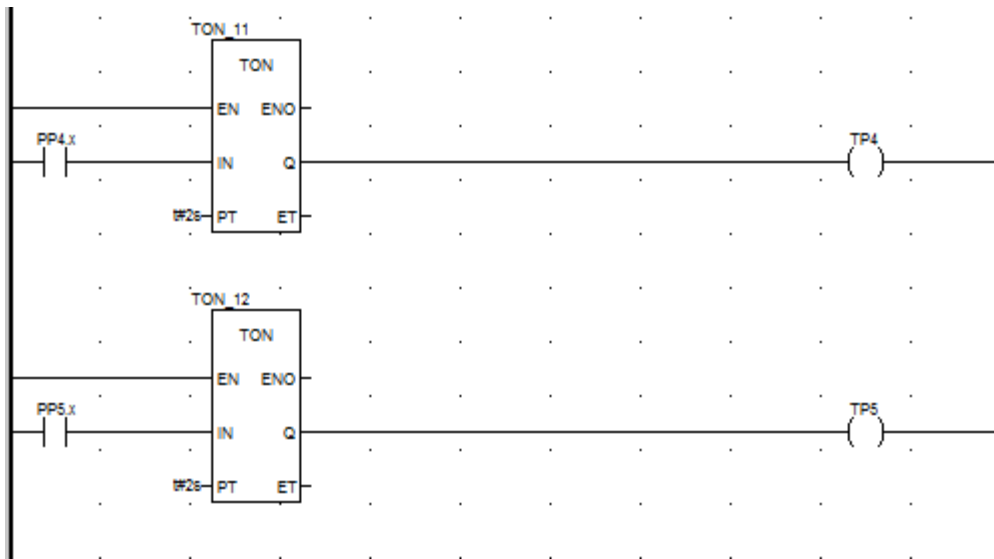 TON_11
TON
EN ENO
PP4.x TP4
IN Q
t#2s PT ET
TON_12
TON
EN ENO
PP5.x TP5
IN Q
t#2s PT ET